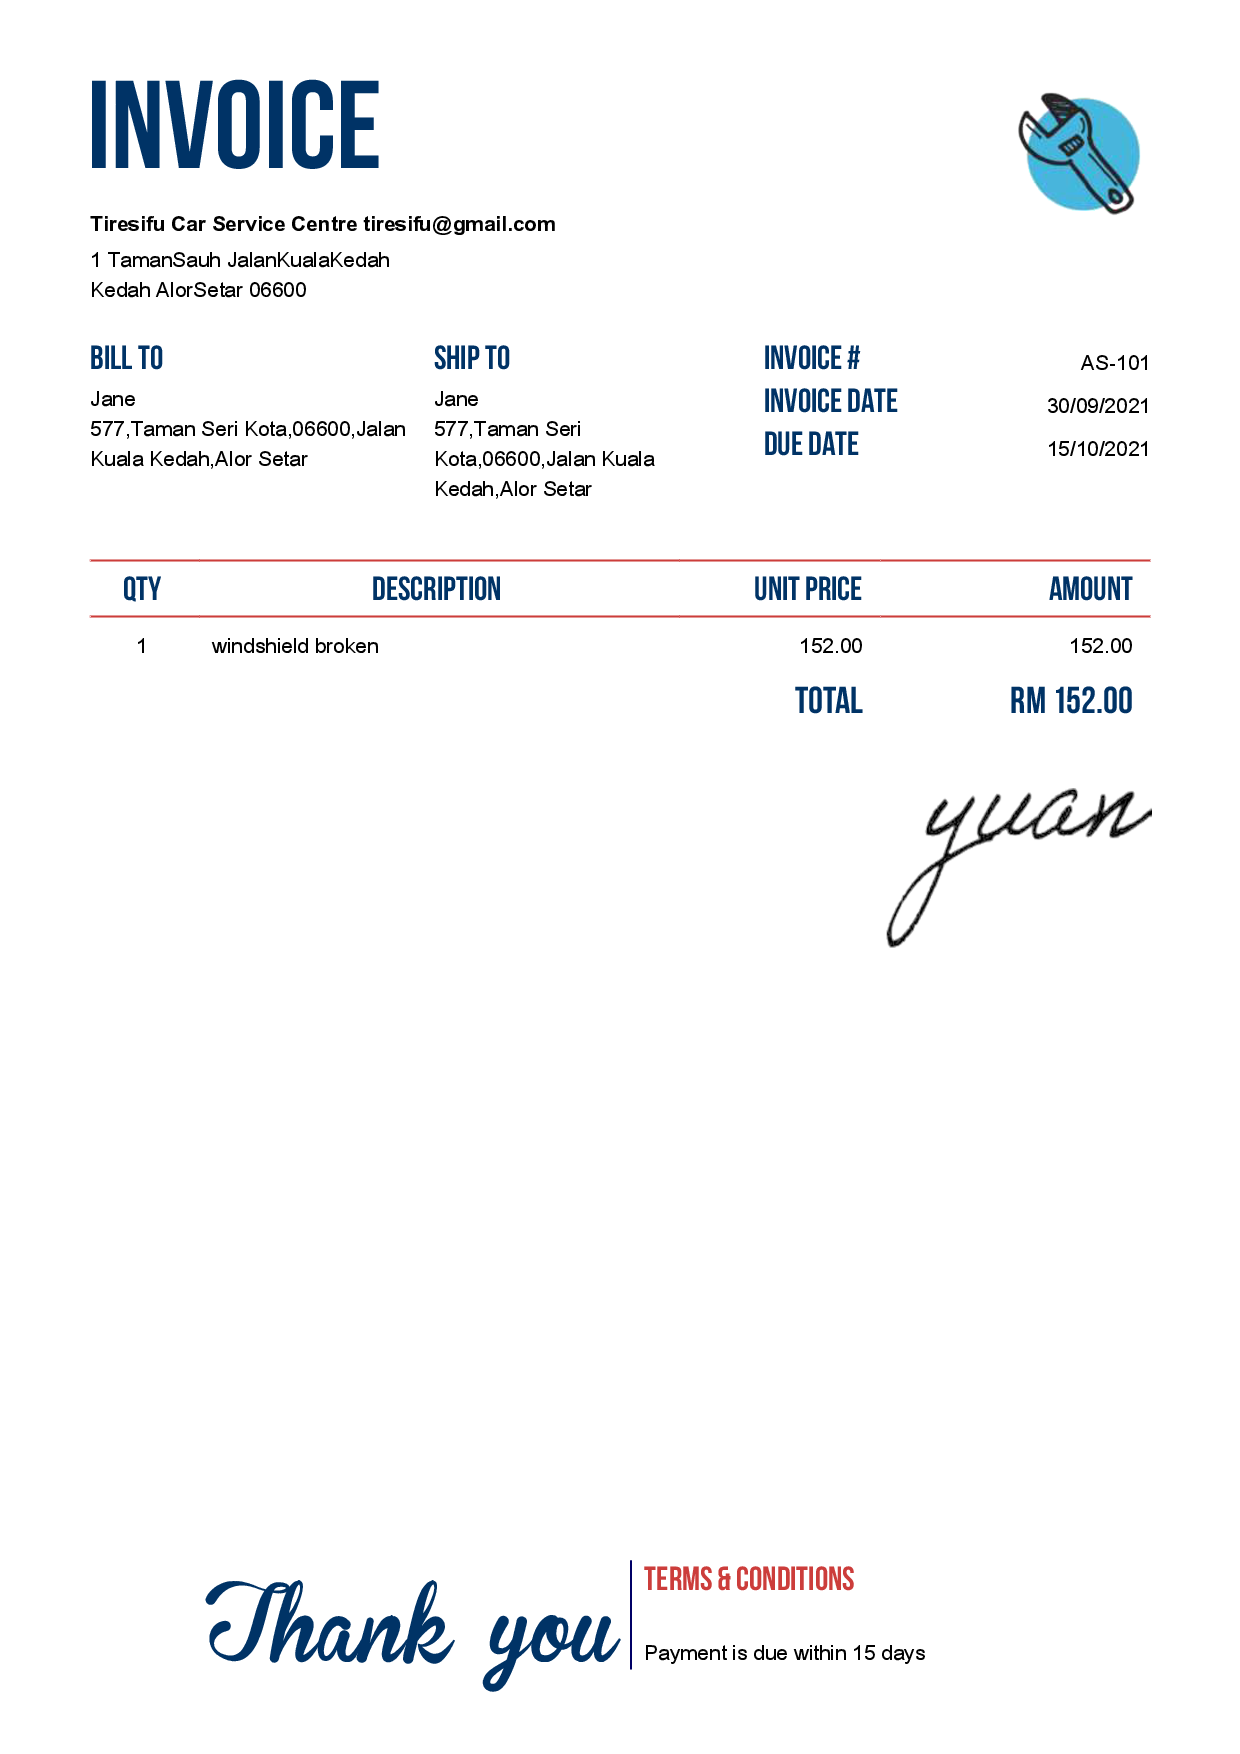 INVOICE
Tiresifu Car Service Centre tiresifu@gmail.com
1 TamanSauh JalanKualaKedah
Kedah AlorSetar 06600
BILL TO
Jane
577,Taman Seri Kota,06600,Jalan
Kuala Kedah,Alor Setar
SHIP TO
Jane
577,Taman Seri
Kota,06600,Jalan Kuala
Kedah,Alor Setar
INVOICE # AS-101
INVOICE DATE 30/09/2021
DUE DATE 15/10/2021
QTY DESCRIPTION UNIT PRICE AMOUNT
1 windshield broken 152.00 152.00
TOTAL RM 152.00
yuan
Thank you
TERMS & CONDITIONS
Payment is due within 15 days